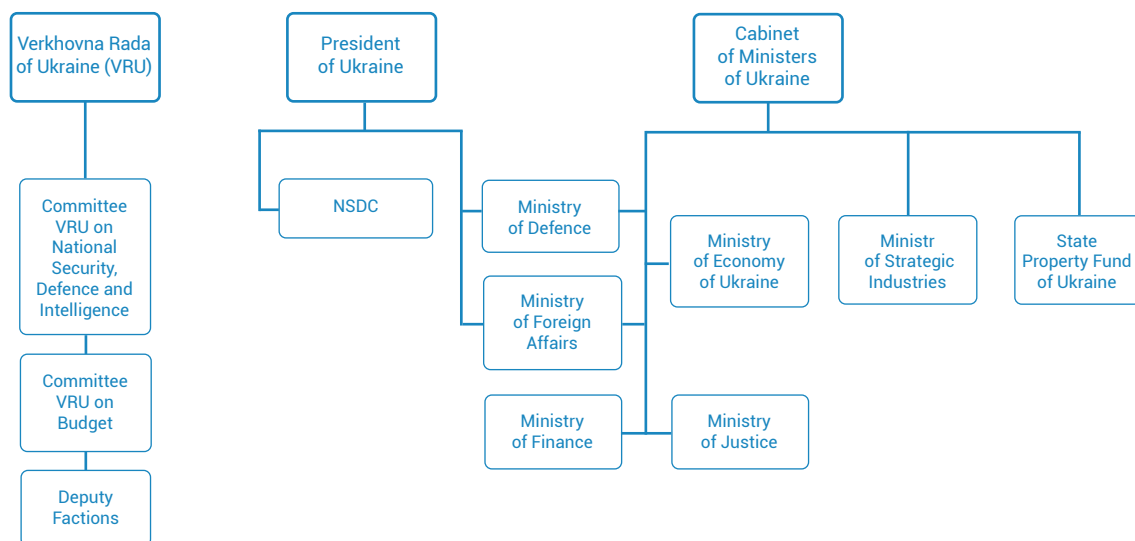 Verkhovna Rada
of Ukraine (VRU)
President
of Ukraine
Cabinet
of Ministers
of Ukraine
Committee
VRU on
National
Security,
Defence and
Intelligence
NSDC
Ministry
of Defence
Ministry
of Economy
of Ukraine
Ministr
of Strategic
Industries
State
Property Fund
of Ukraine
Ministry
of Foreign
Affairs
Committee
VRU on
Budget
Ministry
of Finance
Ministry
of Justice
Deputy
Factions